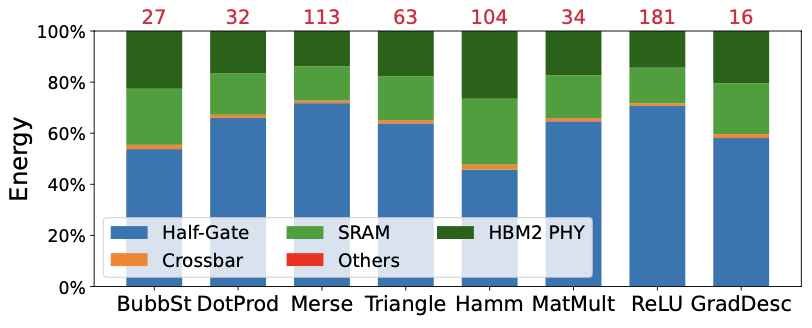 27 32 113 63 104 34 181 16
100%
80%
60%
40%
20%
0%
Energy
Half-Gate SRAM HBM2 PHY
Crossbar Others
BubbSt DotProd Merse Triangle Hamm MatMult ReLU GradDesc